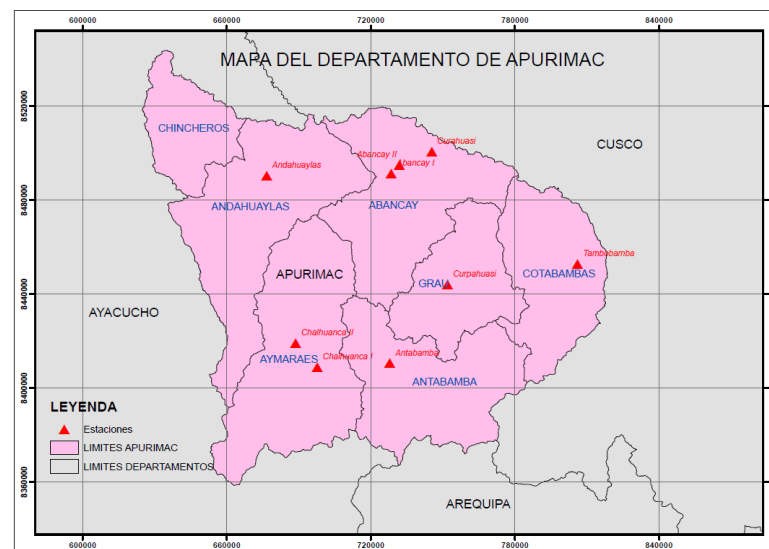 600000 660000 720000 780000 840000
MAPA DEL DEPARTAMENTO DE APURIMAC
8520000
CHINCHEROS
Curahuasi
CUSCO
Abancay II
Abancay I
Andahuaylas
8480000
ANDAHUAYLAS
ABANCAY
Tambobamba
APURIMAC
Curpahuasi
COTABAMBAS
GRAU
8440000
AYACUCHO
Chalhuanca II
Antabamba
AYMARAES
Chalhuanca I
ANTABAMBA
8400000
LEYENDA
Estaciones
LIMITES APURIMAC
LIMITES DEPARTAMENTOS
8360000
AREQUIPA
600000 660000 720000 780000 840000